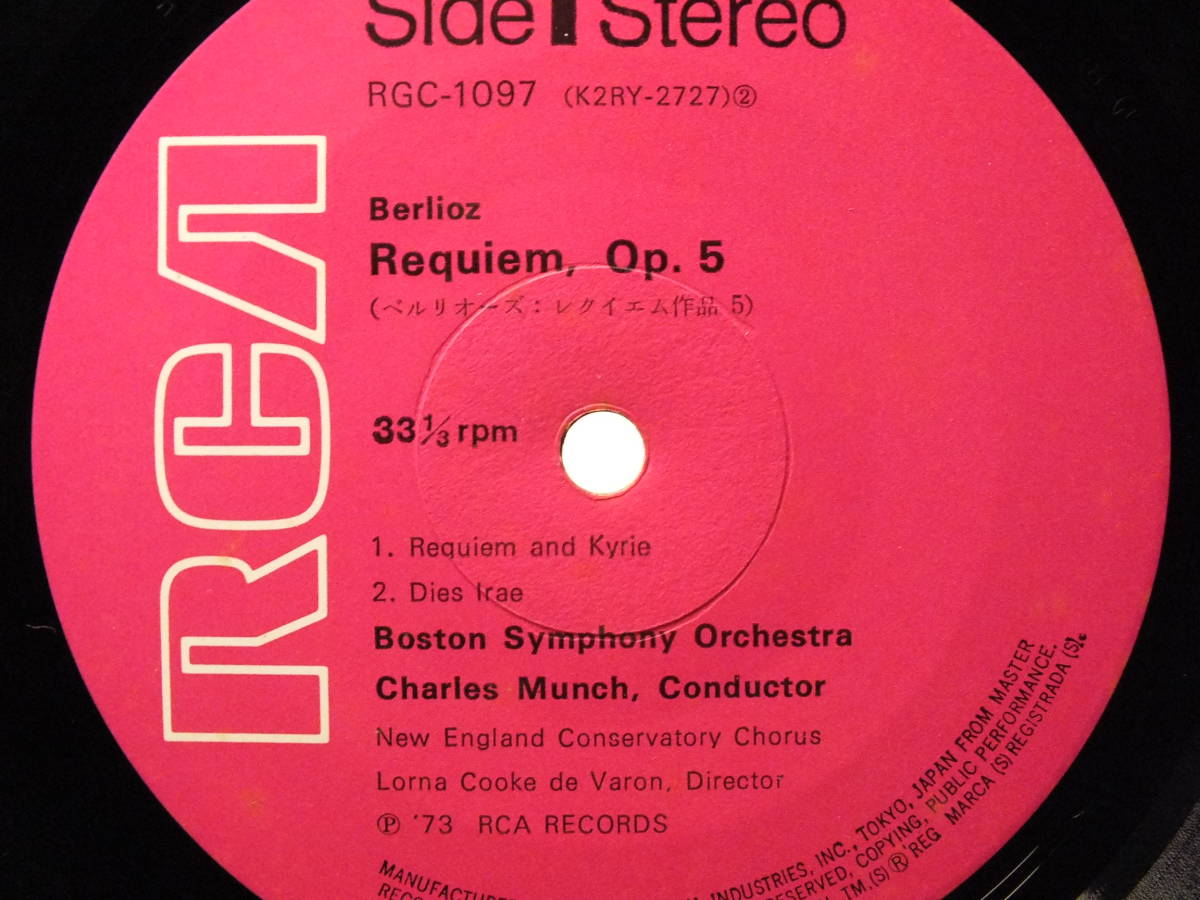 Side 1 Stereo
RGC-1097 (K2RY-2727)②
RCA
Berlioz
Requiem, Op. 5
(ベルリオーズ：レクイエム作品 5)
33 1/3 rpm
1. Requiem and Kyrie
2. Dies Irae
Boston Symphony Orchestra
Charles Munch, Conductor
New England Conservatory Chorus
Lorna Cooke de Varon, Director
Ⓟ '73 RCA RECORDS
INDUSTRIES, INC., TOKYO, JAPAN FROM MASTER
RESERVED, COPYING, PUBLIC PERFORMANCE,
TM.(S) ® REG MARCA (S) REGISTRADA (S).